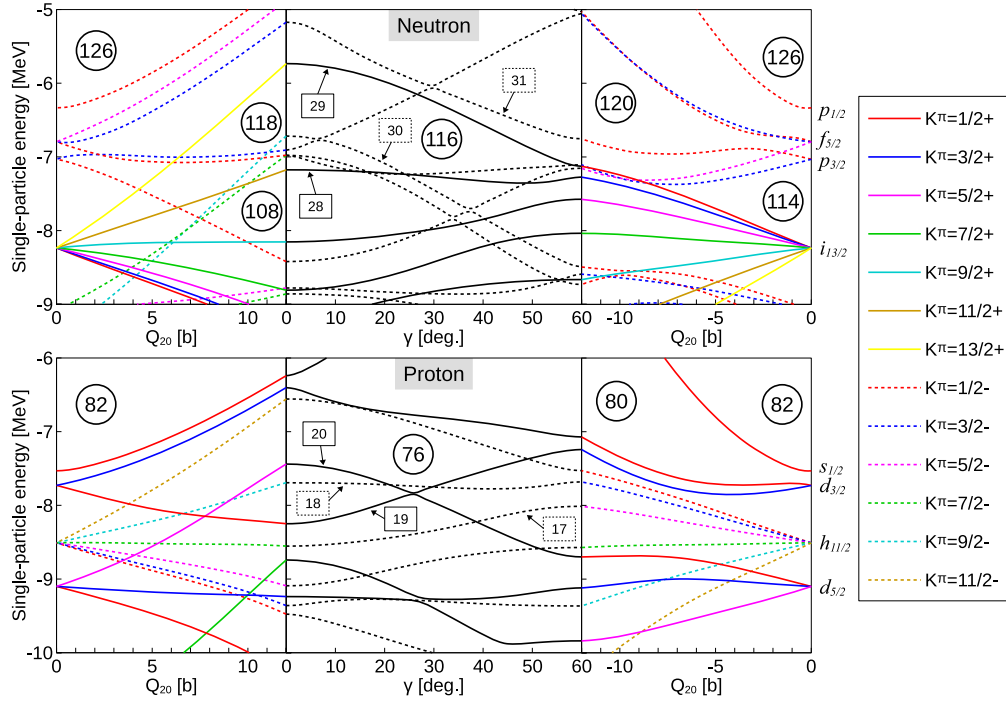 Neutron
Single-particle energy [MeV]
-5
-6
-7
-8
-9
126
118
108
29
30
31
116
28
120
126
114
p1/2
f5/2
p3/2
i13/2
0 5 10
0 10 20 30 40 50 60
-10 -5 0
Q20 [b]
γ [deg.]
Q20 [b]
Proton
Single-particle energy [MeV]
-6
-7
-8
-9
-10
82
20
76
18
19
17
80
82
s1/2
d3/2
h11/2
d5/2
0 5 10
0 10 20 30 40 50 60
-10 -5 0
Q20 [b]
γ [deg.]
Q20 [b]
Kπ=1/2+
Kπ=3/2+
Kπ=5/2+
Kπ=7/2+
Kπ=9/2+
Kπ=11/2+
Kπ=13/2+
Kπ=1/2-
Kπ=3/2-
Kπ=5/2-
Kπ=7/2-
Kπ=9/2-
Kπ=11/2-